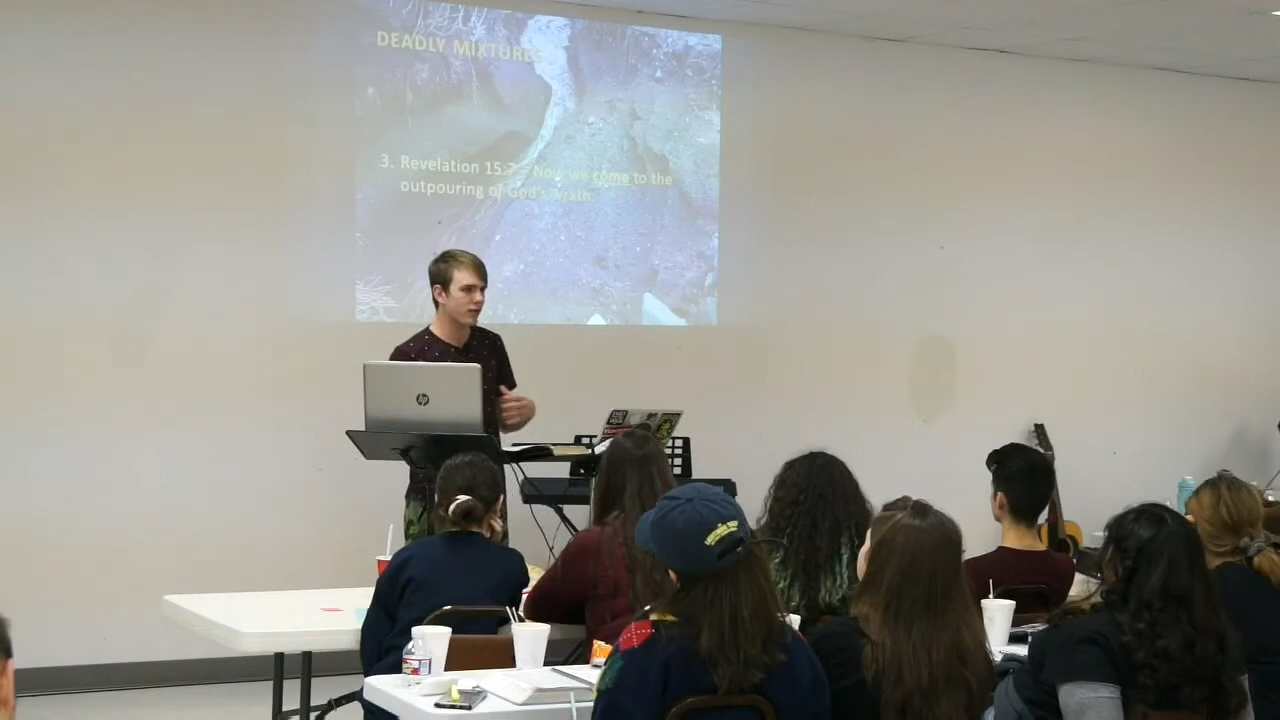 DEADLY MIXTURES
3. Revelation 15:7 = Now we come to the
outpouring of God's wrath.
hp